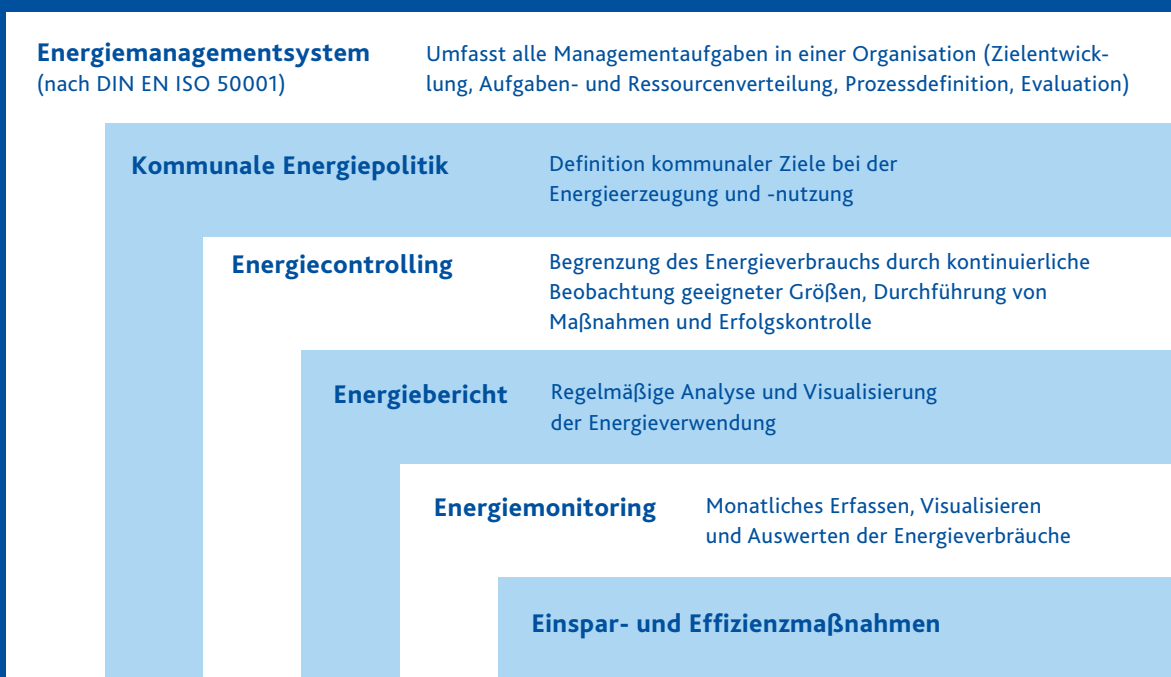 Energiemanagementsystem
(nach DIN EN ISO 50001)
Umfasst alle Managementaufgaben in einer Organisation (Zielentwick-
lung, Aufgaben- und Ressourcenverteilung, Prozessdefinition, Evaluation)
Kommunale Energiepolitik
Definition kommunaler Ziele bei der
Energieerzeugung und -nutzung
Energiecontrolling
Begrenzung des Energieverbrauchs durch kontinuierliche
Beobachtung geeigneter Größen, Durchführung von
Maßnahmen und Erfolgskontrolle
Energiebericht
Regelmäßige Analyse und Visualisierung
der Energieverwendung
Energiemonitoring
Monatliches Erfassen, Visualisieren
und Auswerten der Energieverbräuche
Einspar- und Effizienzmaßnahmen